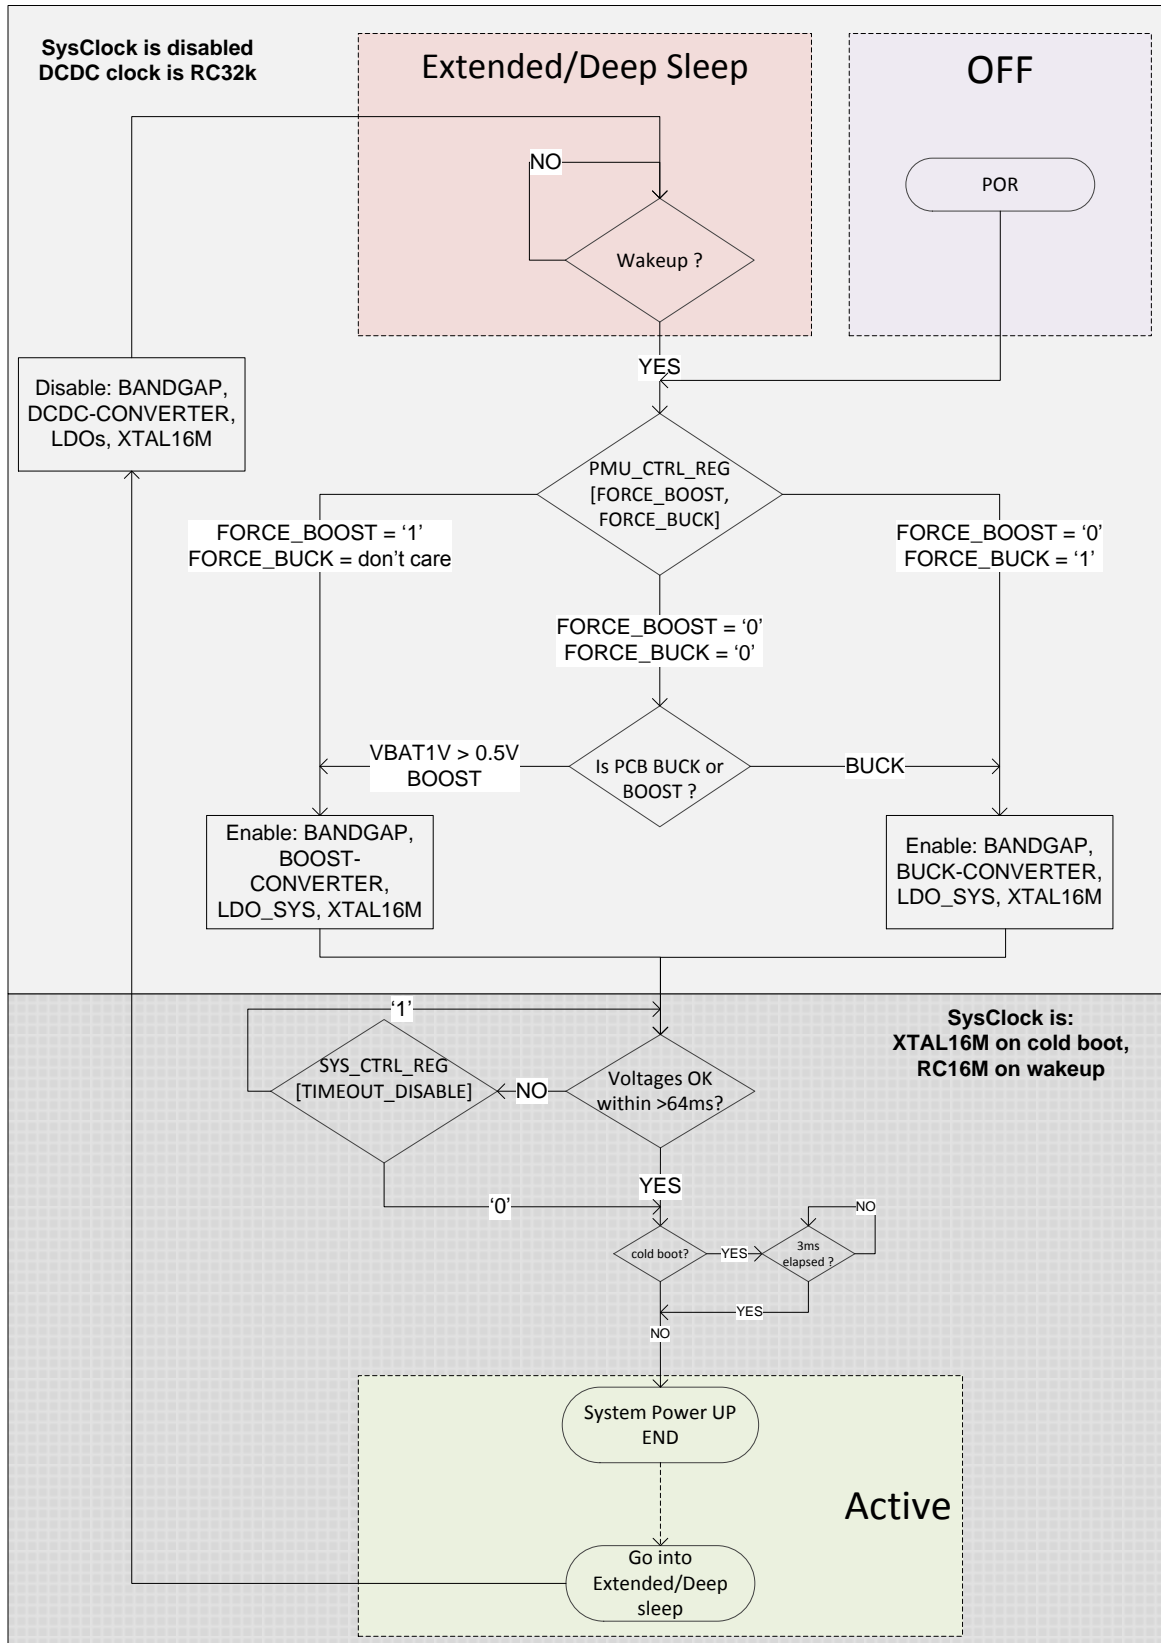 SysClock is disabled
DCDC clock is RC32k
Extended/Deep Sleep
OFF
NO
POR
Wakeup ?
YES
Disable: BANDGAP,
DCDC-CONVERTER,
LDOs, XTAL16M
PMU_CTRL_REG
[FORCE_BOOST,
FORCE_BUCK]
FORCE_BOOST = ‘1’
FORCE_BUCK = don’t care
FORCE_BOOST = ‘0’
FORCE_BUCK = ‘1’
FORCE_BOOST = ‘0’
FORCE_BUCK = ‘0’
VBAT1V > 0.5V
BOOST
Is PCB BUCK or
BOOST ?
BUCK
Enable: BANDGAP,
BOOST-
CONVERTER,
LDO_SYS, XTAL16M
Enable: BANDGAP,
BUCK-CONVERTER,
LDO_SYS, XTAL16M
‘1’
SysClock is:
XTAL16M on cold boot,
RC16M on wakeup
SYS_CTRL_REG
[TIMEOUT_DISABLE]
NO
Voltages OK
within >64ms?
YES
‘0’
NO
cold boot?
YES
3ms
elapsed ?
YES
NO
System Power UP
END
Active
Go into
Extended/Deep
sleep